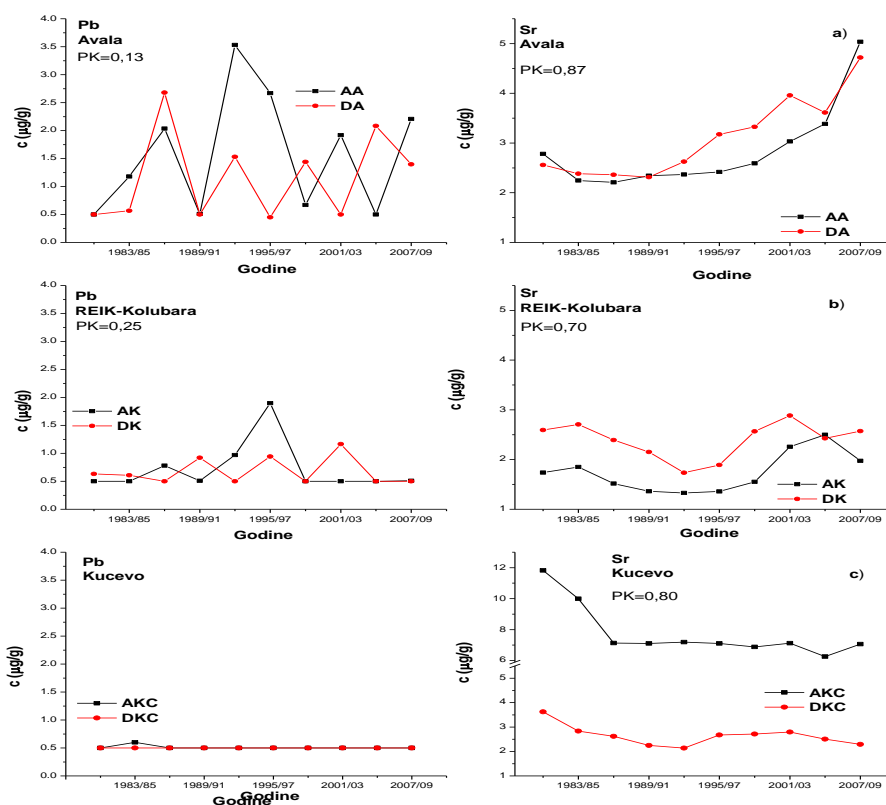 Pb
Avala
PK=0,13
AA
DA
c (µg/g)
4.0
3.5
3.0
2.5
2.0
1.5
1.0
0.5
0.0
1983/85 1989/91 1995/97 2001/03 2007/09
Godine
Sr
Avala
a)
PK=0,87
AA
DA
c (µg/g)
5
4
3
2
1
1983/85 1989/91 1995/97 2001/03 2007/09
Godine
Pb
REIK-Kolubara
PK=0,25
AK
DK
c (µg/g)
4.0
3.5
3.0
2.5
2.0
1.5
1.0
0.5
0.0
1983/85 1989/91 1995/97 2001/03 2007/09
Godine
Sr
REIK-Kolubara
b)
PK=0,70
AK
DK
c (µg/g)
5
4
3
2
1
1983/85 1989/91 1995/97 2001/03 2007/09
Godine
Pb
Kucevo
AKC
DKC
c (µg/g)
c (µg/g)
4.0
3.5
3.0
2.5
2.0
1.5
1.0
0.5
0.0
1983/85 1989/91 1995/97 2001/03 2007/09
Godine
Godine
Sr
Kucevo
c)
PK=0,80
AKC
DKC
c (µg/g)
12
10
8
6
5
4
3
2
1
1983/85 1989/91 1995/97 2001/03 2007/09